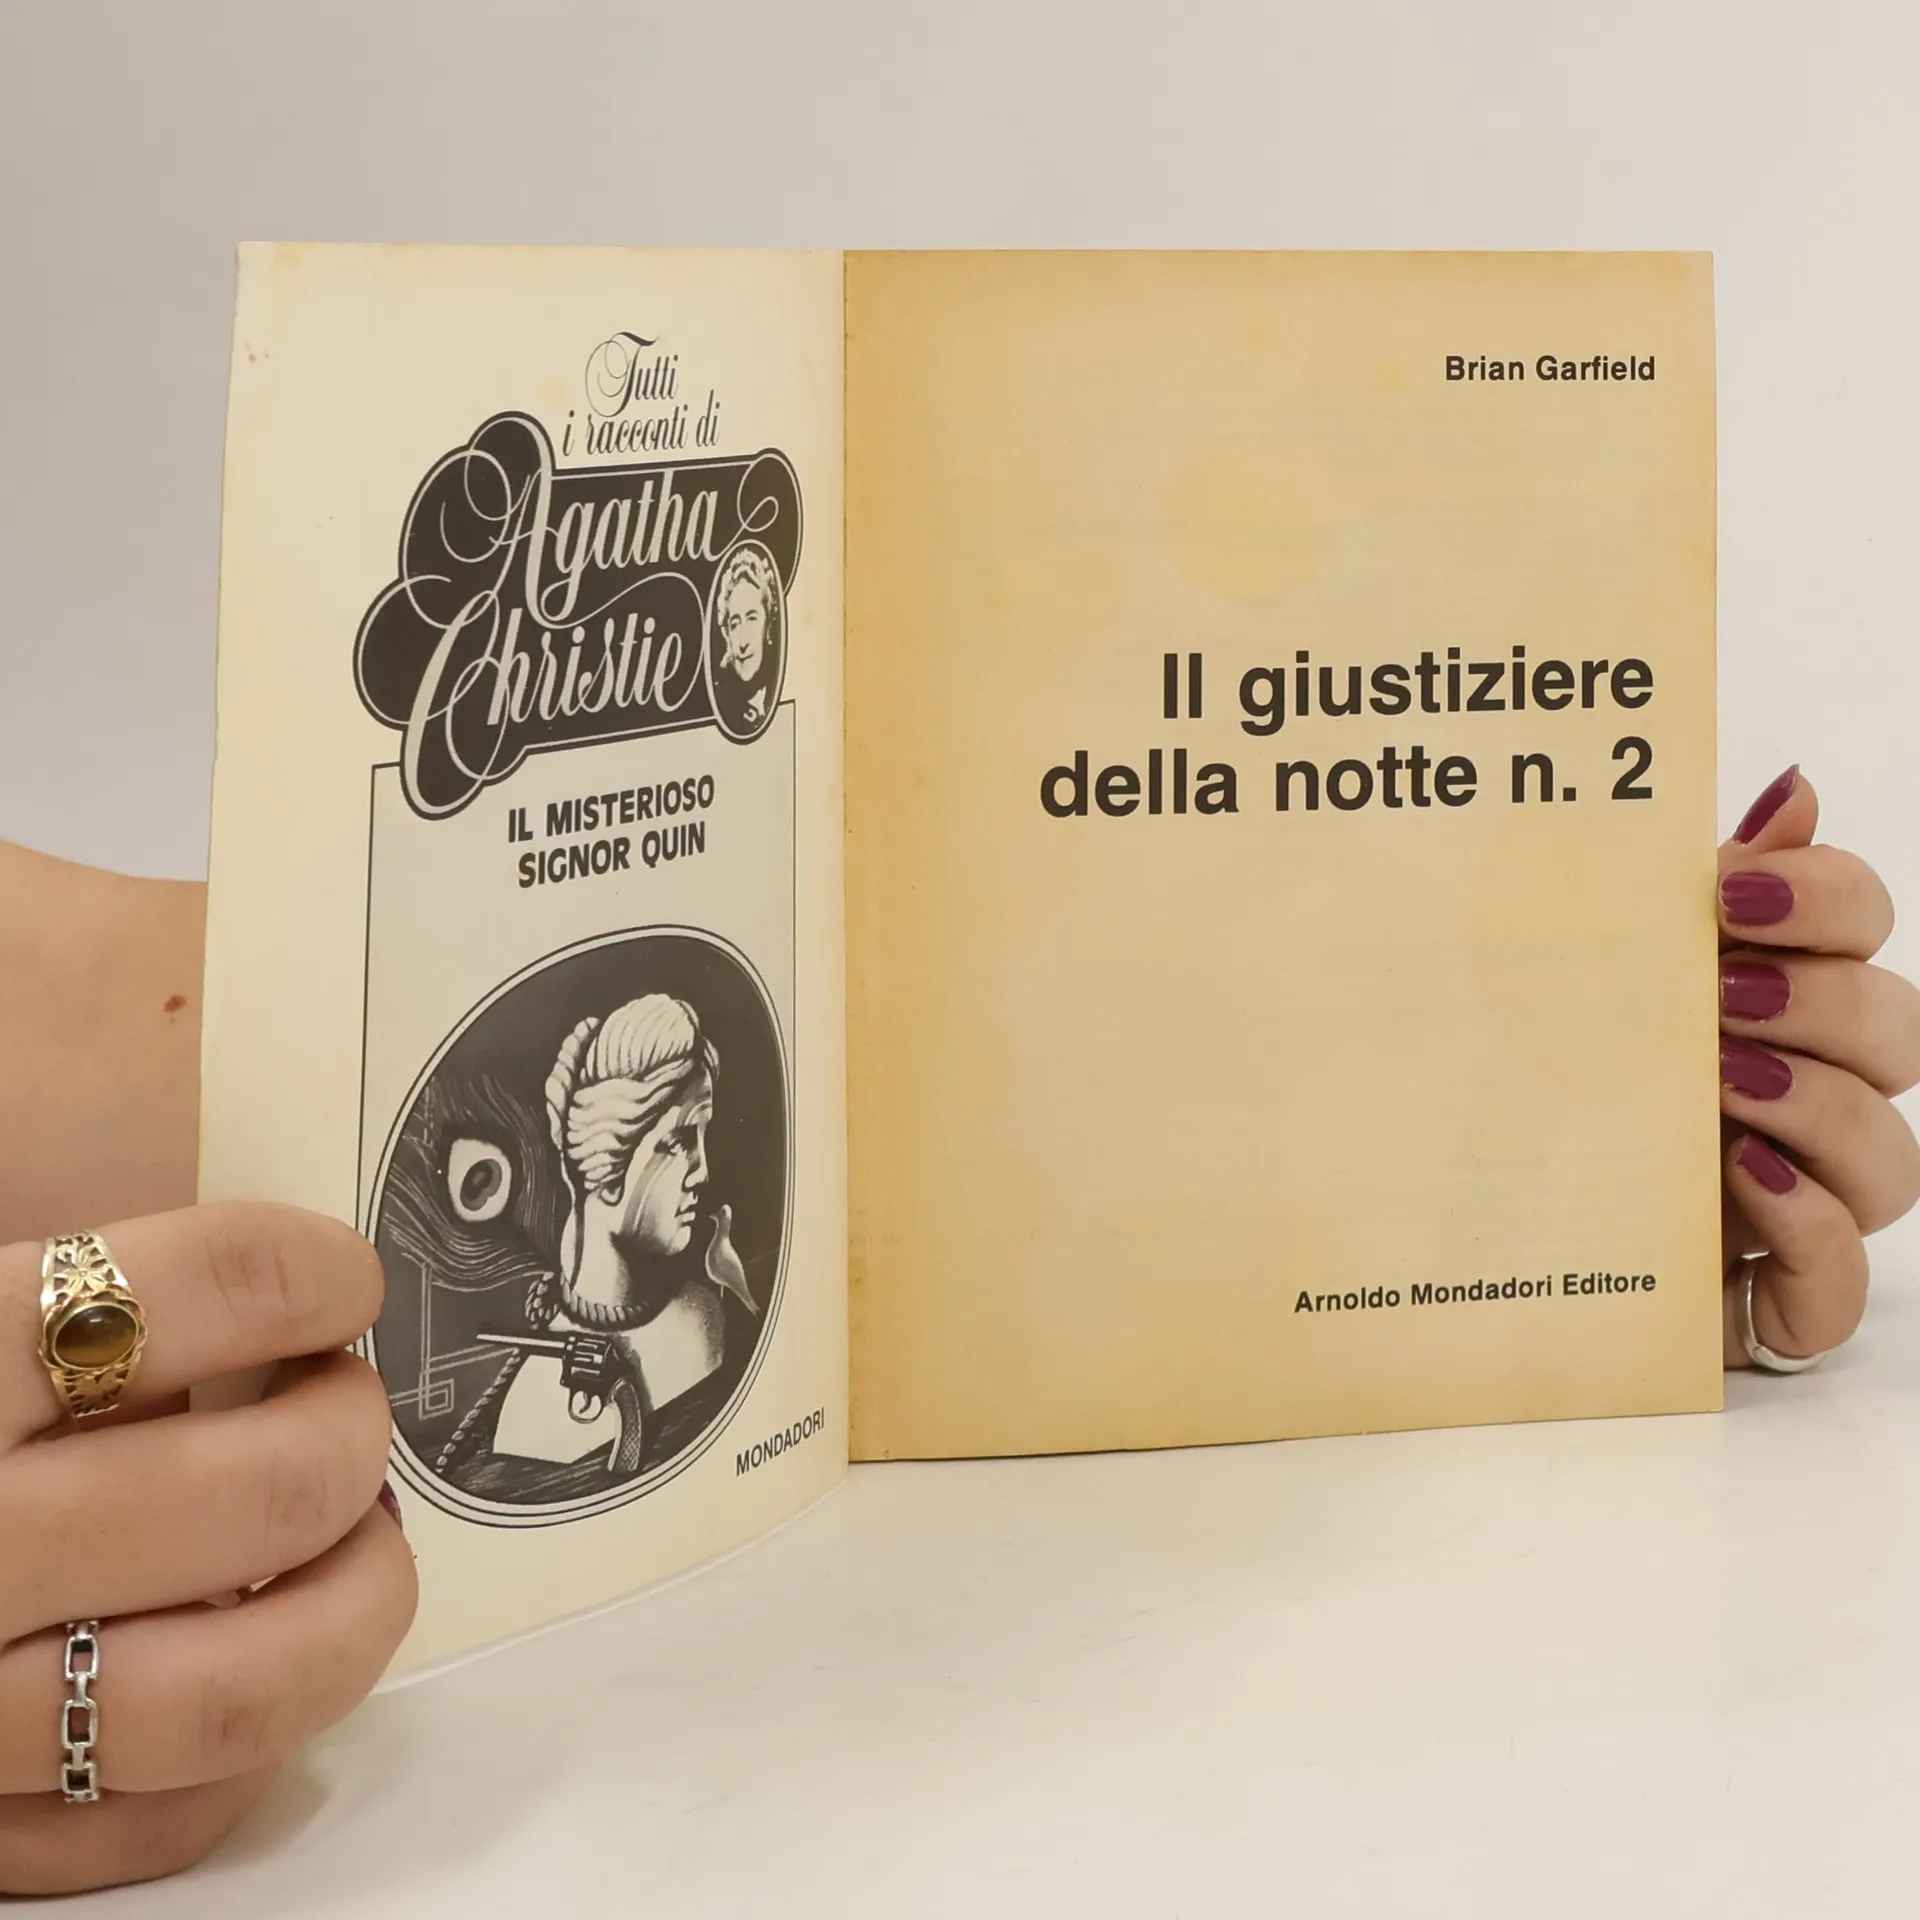 Tutti
i racconti di
Agatha
Christie
IL MISTERIOSO
SIGNOR QUIN
MONDADORI
Brian Garfield
Il giustiziere
della notte n. 2
Arnoldo Mondadori Editore